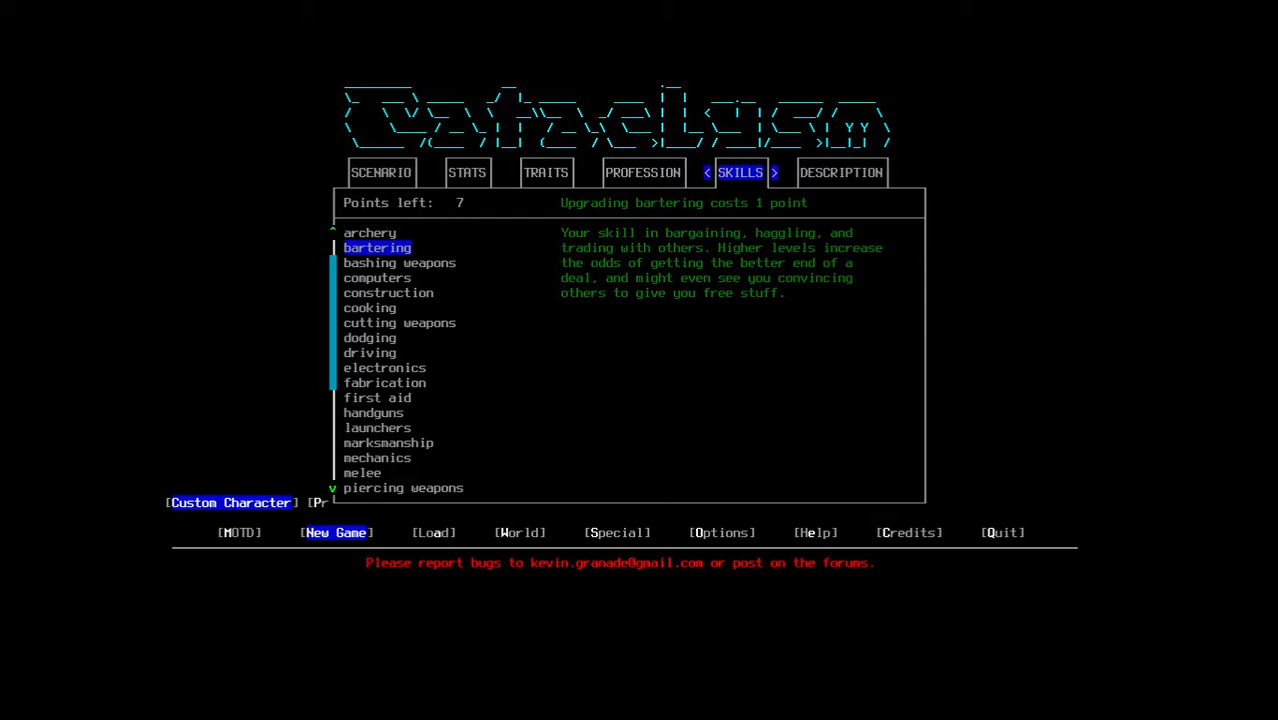 Cataclysm
SCENARIO STATS TRAITS PROFESSION < SKILLS > DESCRIPTION
Points left: 7 Upgrading bartering costs 1 point
^ archery Your skill in bargaining, haggling, and
bartering trading with others. Higher levels increase
bashing weapons the odds of getting the better end of a
computers deal, and might even see you convincing
construction others to give you free stuff.
cooking
cutting weapons
dodging
driving
electronics
fabrication
first aid
handguns
launchers
marksmanship
mechanics
melee
v piercing weapons
[Custom Character] [Pr
[MOTD] [New Game] [Load] [World] [Special] [Options] [Help] [Credits] [Quit]
Please report bugs to kevin.granade@gmail.com or post on the forums.